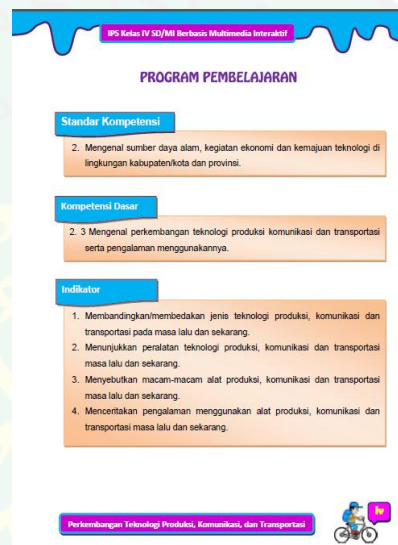 IPS Kelas IV SD/MI Berbasis Multimedia Interaktif
PROGRAM PEMBELAJARAN
Standar Kompetensi
2. Mengenal sumber daya alam, kegiatan ekonomi dan kemajuan teknologi di
lingkungan kabupaten/kota dan provinsi.
Kompetensi Dasar
2. 3 Mengenal perkembangan teknologi produksi komunikasi dan transportasi
serta pengalaman menggunakannya.
Indikator
1. Membandingkan/membedakan jenis teknologi produksi, komunikasi dan
transportasi pada masa lalu dan sekarang.
2. Menunjukkan peralatan teknologi produksi, komunikasi dan transportasi
masa lalu dan sekarang.
3. Menyebutkan macam-macam alat produksi, komunikasi dan transportasi
masa lalu dan sekarang.
4. Menceritakan pengalaman menggunakan alat produksi, komunikasi dan
transportasi masa lalu dan sekarang.
Perkembangan Teknologi Produksi, Komunikasi, dan Transportasi
iv